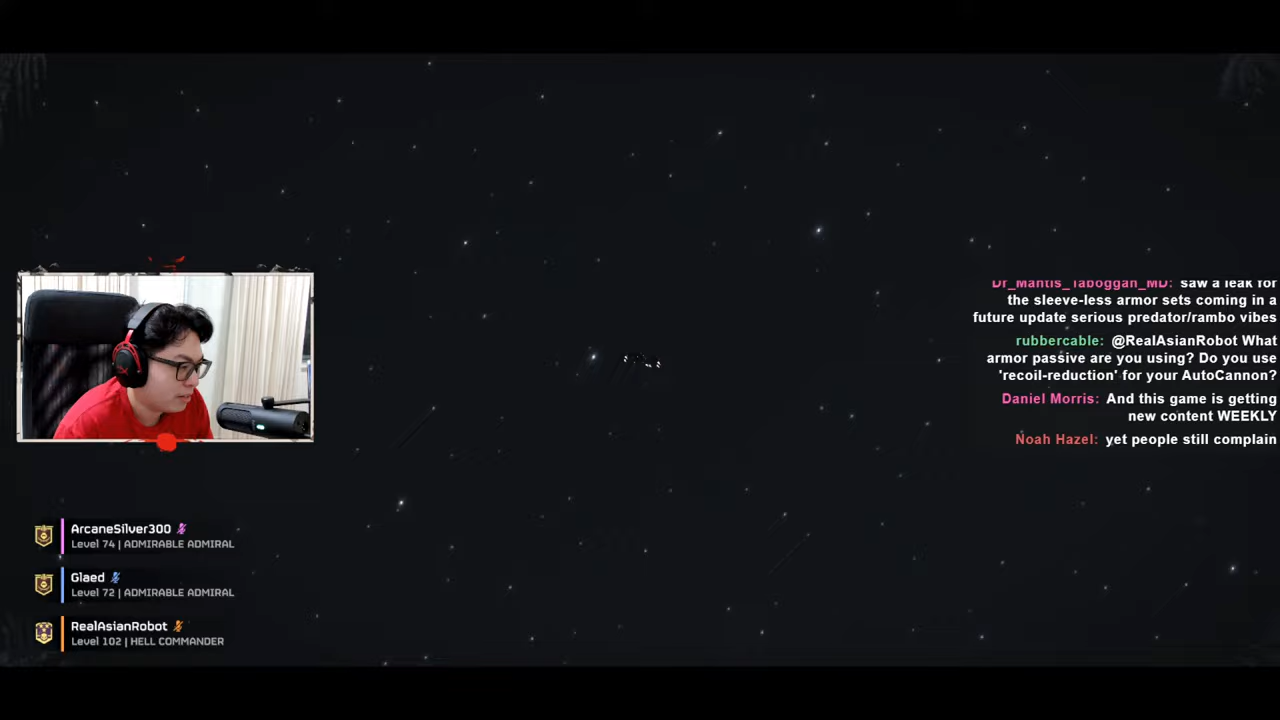 Dr_Mantis_Taboggan_MD: saw a leak for
the sleeve-less armor sets coming in a
future update serious predator/rambo vibes
rubbercable: @RealAsianRobot What
armor passive are you using? Do you use
'recoil-reduction' for your AutoCannon?
Daniel Morris: And this game is getting
new content WEEKLY
Noah Hazel: yet people still complain
ArcaneSilver300
Level 74 | ADMIRABLE ADMIRAL
Glaed
Level 72 | ADMIRABLE ADMIRAL
RealAsianRobot
Level 102 | HELL COMMANDER